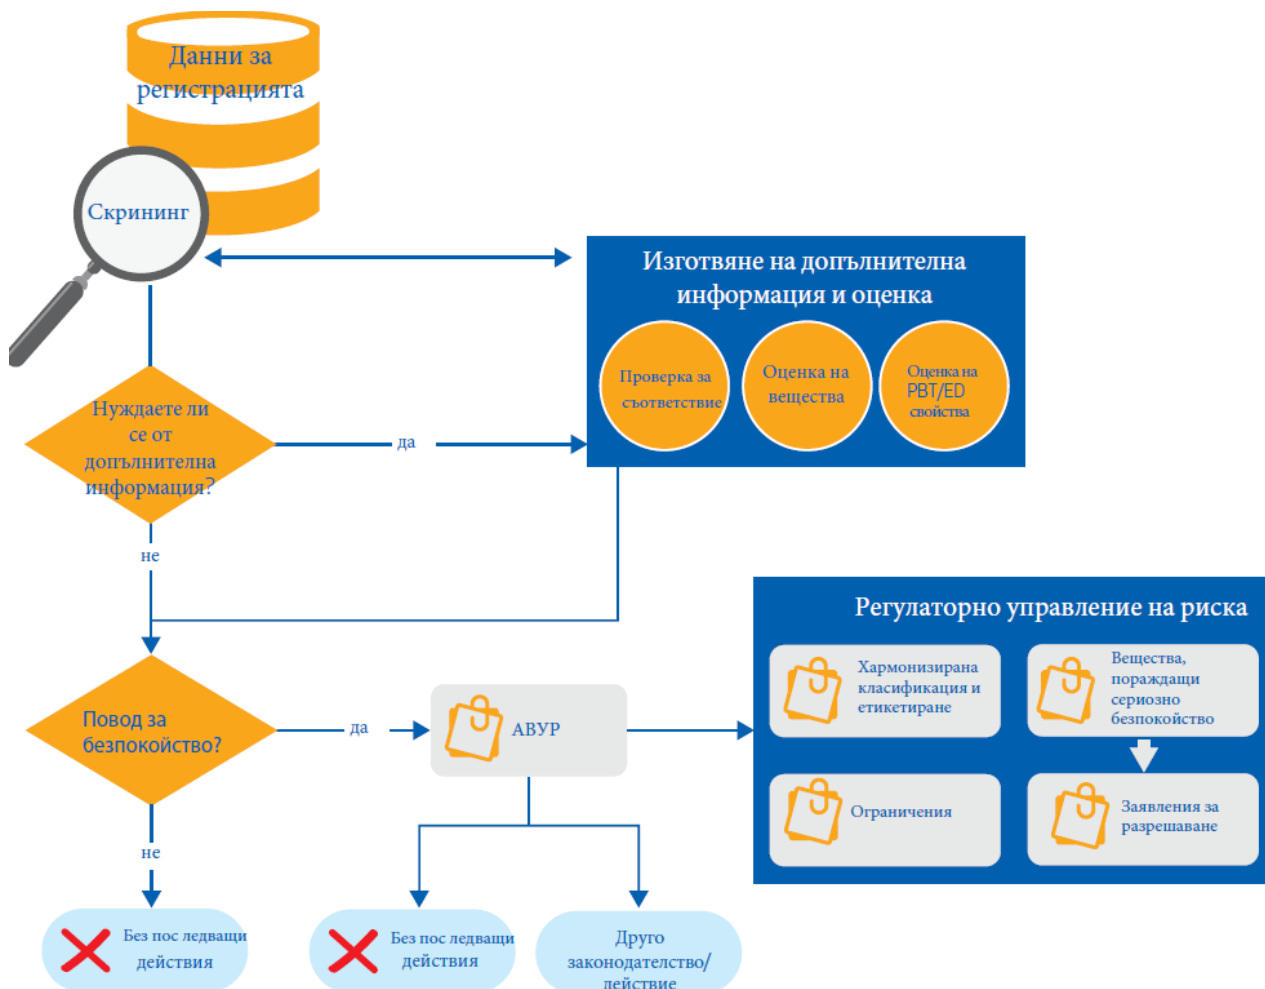 Данни за
регистрацията
Скрининг
Изготвяне на допълнителна
информация и оценка
Проверка за
съответствие
Оценка на
вещества
Оценка на
PBT/ED
свойства
Нуждаете ли
се от
допълнителна
информация?
да
не
Регулаторно управление на риска
Хармонизирана
класификация и
етикетиране
Вещества,
пораждащи
сериозно
безпокойство
Повод за
безпокойство?
да
АВУР
Ограничения
Заявления за
разрешаване
не
Без пос ледващи
действия
Без пос ледващи
действия
Друго
законодателство/
действие